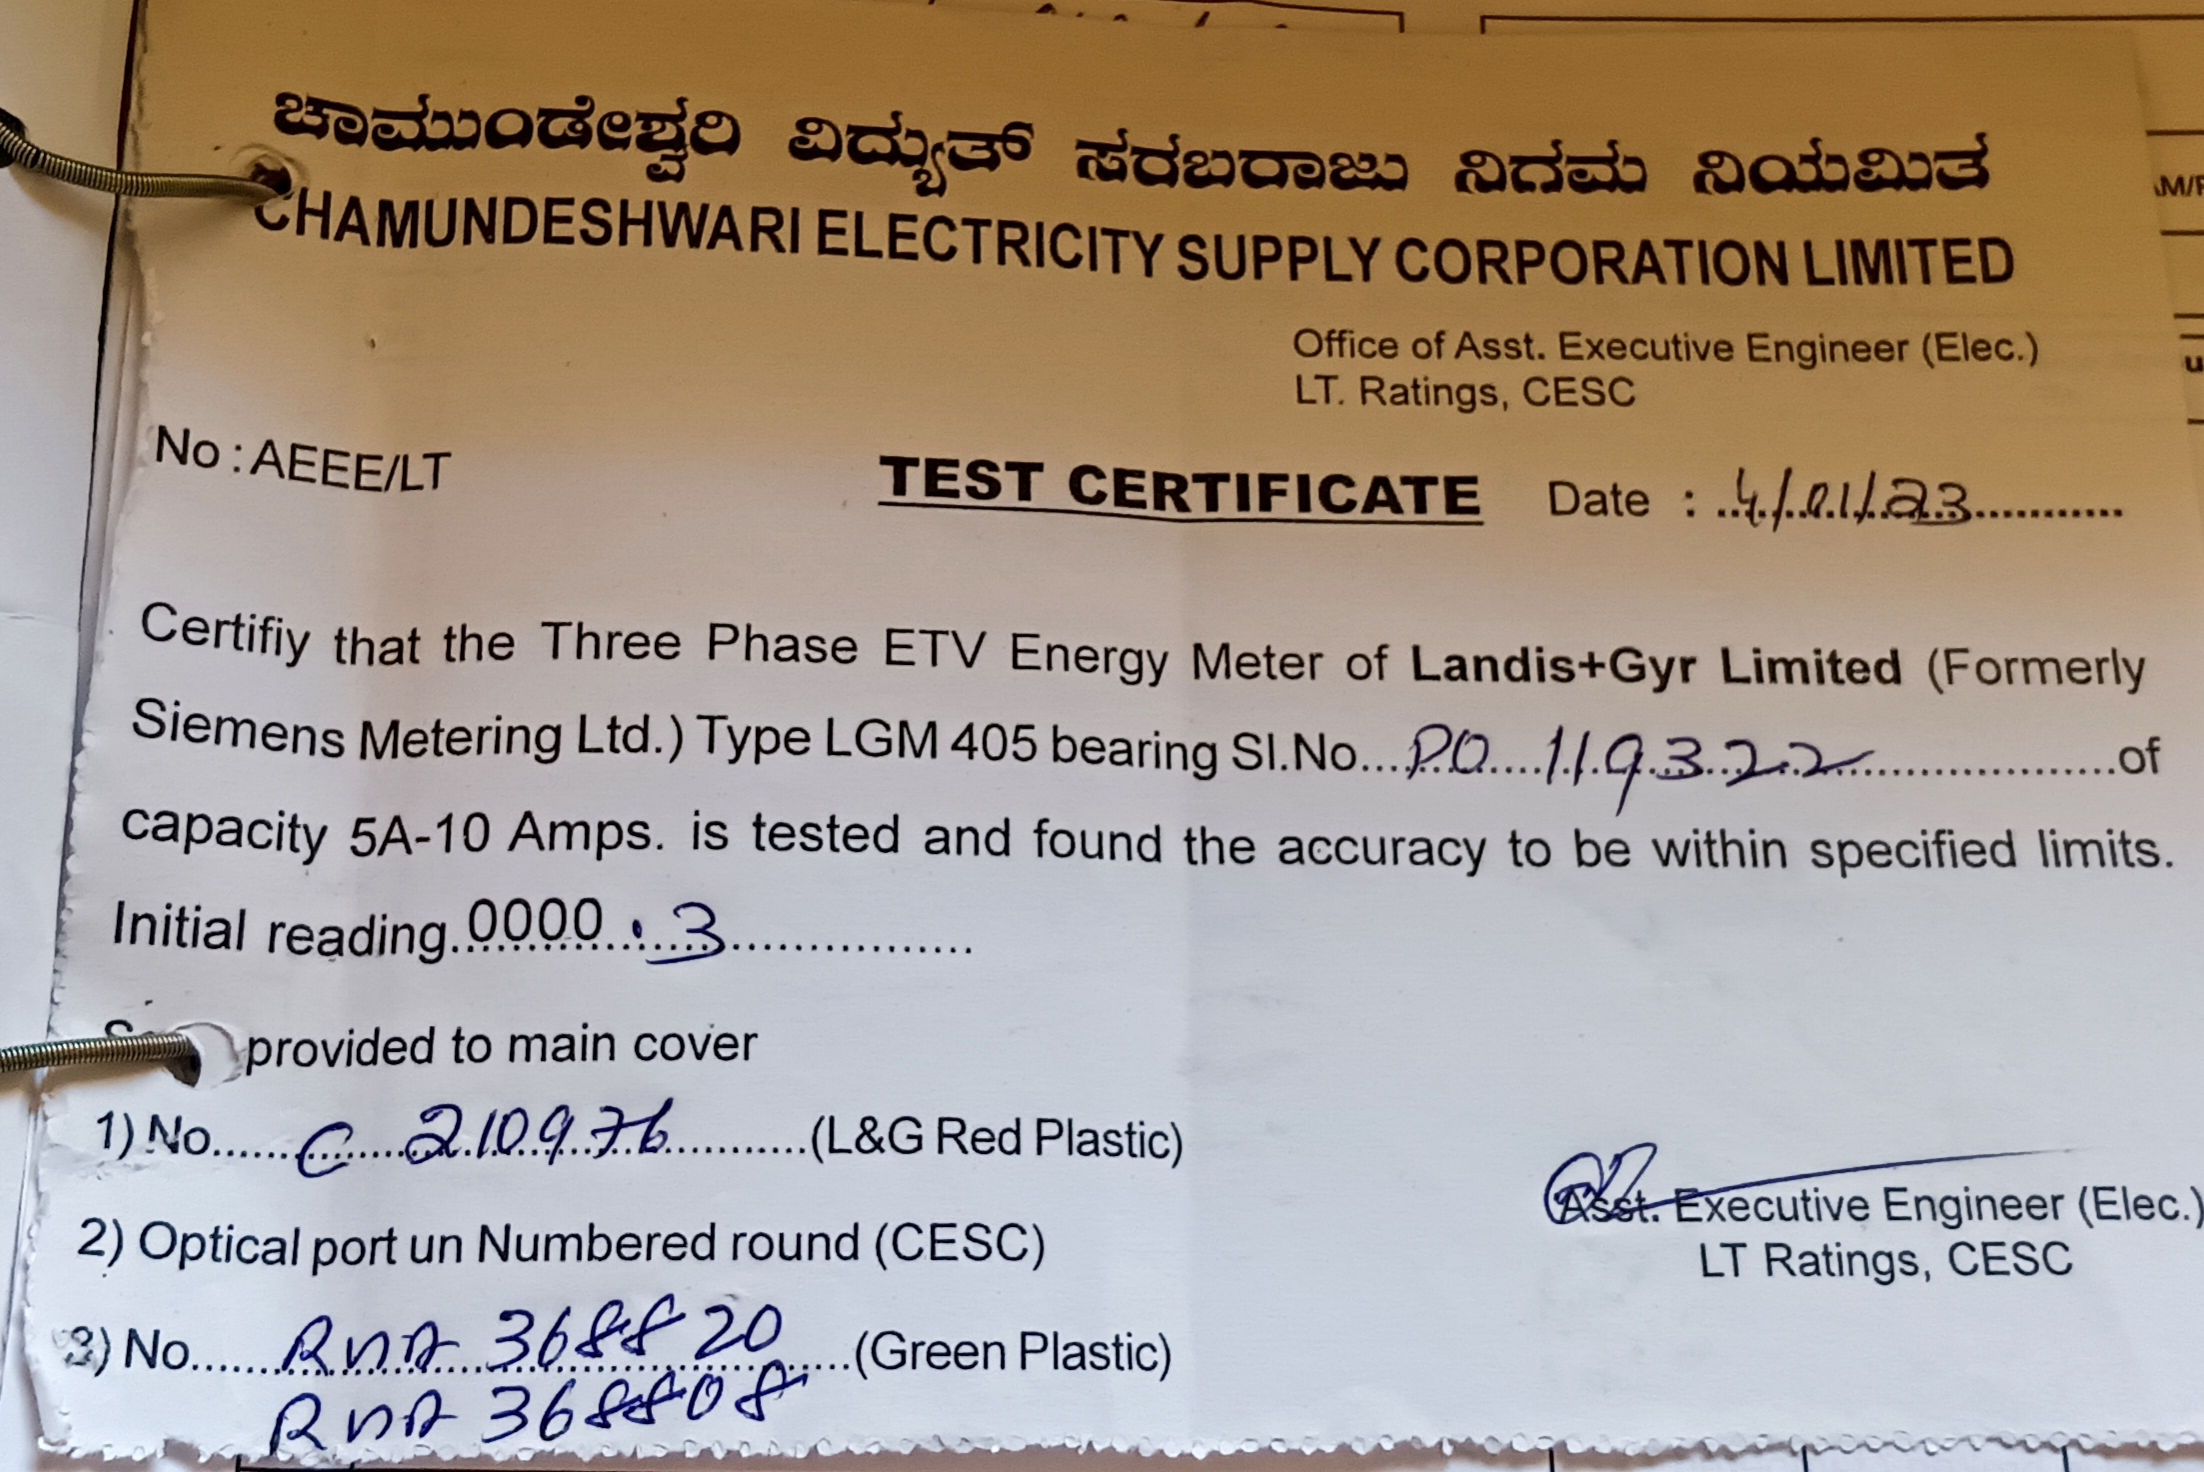 ಚಾಮುಂಡೇಶ್ವರಿ ವಿದ್ಯುತ್ ಸರಬರಾಜು ನಿಗಮ ನಿಯಮಿತ
CHAMUNDESHWARI ELECTRICITY SUPPLY CORPORATION LIMITED
Office of Asst. Executive Engineer (Elec.)
LT. Ratings, CESC
No : AEEE/LT
TEST CERTIFICATE Date : 4/01/23
Certifiy that the Three Phase ETV Energy Meter of Landis+Gyr Limited (Formerly
Siemens Metering Ltd.) Type LGM 405 bearing Sl.No... P0 119322 of
capacity 5A-10 Amps. is tested and found the accuracy to be within specified limits.
Initial reading. 0000.3
provided to main cover
1) No. C 210976 (L&G Red Plastic)
2) Optical port un Numbered round (CESC)
3) No. RNA 368820 (Green Plastic)
RNA 368808
Asst. Executive Engineer (Elec.)
LT Ratings, CESC